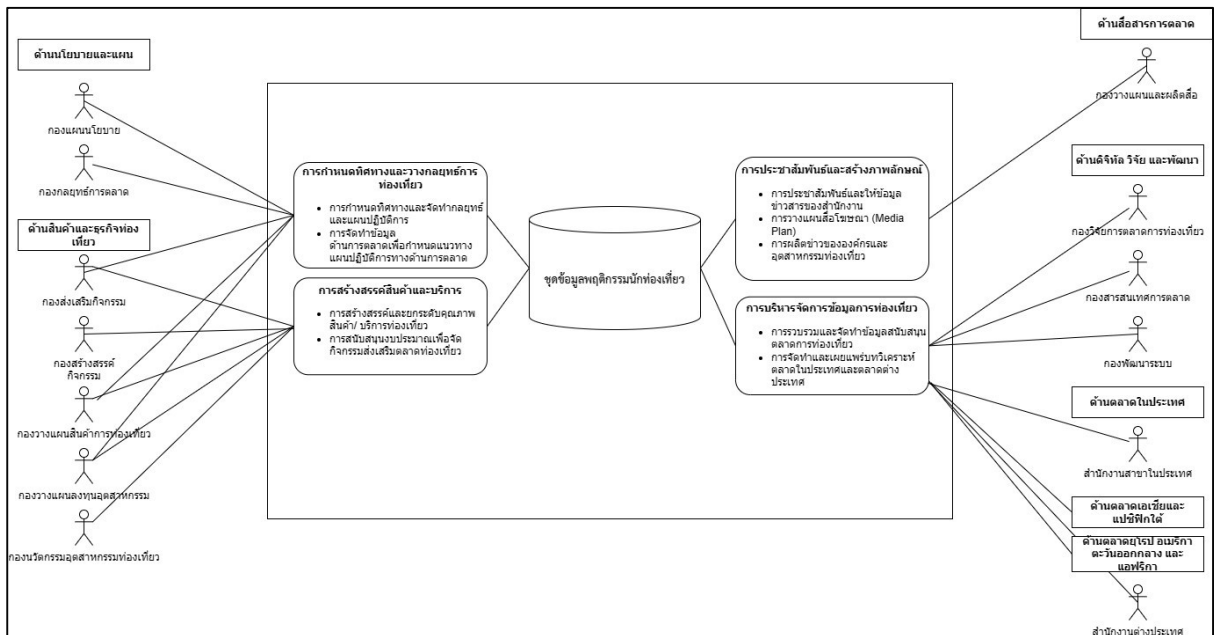 ด้านนโยบายและแผน
กองแผนนโยบาย
กองกลยุทธ์การตลาด
ด้านสินค้าและธุรกิจท่อง
เที่ยว
กองส่งเสริมกิจกรรม
กองสร้างสรรค์
กิจกรรม
กองวางแผนสินค้าการท่องเที่ยว
กองวางแผนลงทุนอุตสาหกรรม
กองนวัตกรรมอุตสาหกรรมท่องเที่ยว
การกำหนดทิศทางและวางกลยุทธ์การ
ท่องเที่ยว
• การกำหนดทิศทางและจัดทำกลยุทธ์
และแผนปฏิบัติการ
• การจัดทำข้อมูล
ด้านการตลาดเพื่อกำหนดแนวทาง
แผนปฏิบัติการทางด้านการตลาด
การสร้างสรรค์สินค้าและบริการ
• การสร้างสรรค์และยกระดับคุณภาพ
สินค้า/ บริการท่องเที่ยว
• การสนับสนุนงบประมาณเพื่อจัด
กิจกรรมส่งเสริมตลาดท่องเที่ยว
ชุดข้อมูลพฤติกรรมนักท่องเที่ยว
การประชาสัมพันธ์และสร้างภาพลักษณ์
• การประชาสัมพันธ์และให้ข้อมูล
ข่าวสารของสำนักงาน
• การวางแผนสื่อโฆษณา (Media
Plan)
• การผลิตข่าวขององค์กรและ
อุตสาหกรรมท่องเที่ยว
การบริหารจัดการข้อมูลการท่องเที่ยว
• การรวบรวมและจัดทำข้อมูลสนับสนุน
ตลาดการท่องเที่ยว
• การจัดทำและเผยแพร่บทวิเคราะห์
ตลาดในประเทศและตลาดต่าง
ประเทศ
ด้านสื่อสารการตลาด
กองวางแผนและผลิตสื่อ
ด้านดิจิทัล วิจัย และพัฒนา
กองวิจัยการตลาดการท่องเที่ยว
กองสารสนเทศการตลาด
กองพัฒนาระบบ
ด้านตลาดในประเทศ
สำนักงานสาขาในประเทศ
ด้านตลาดเอเชียและ
แปซิฟิกใต้
ด้านตลาดยุโรป อเมริกา
ตะวันออกกลาง และ
แอฟริกา
สำนักงานต่างประเทศ